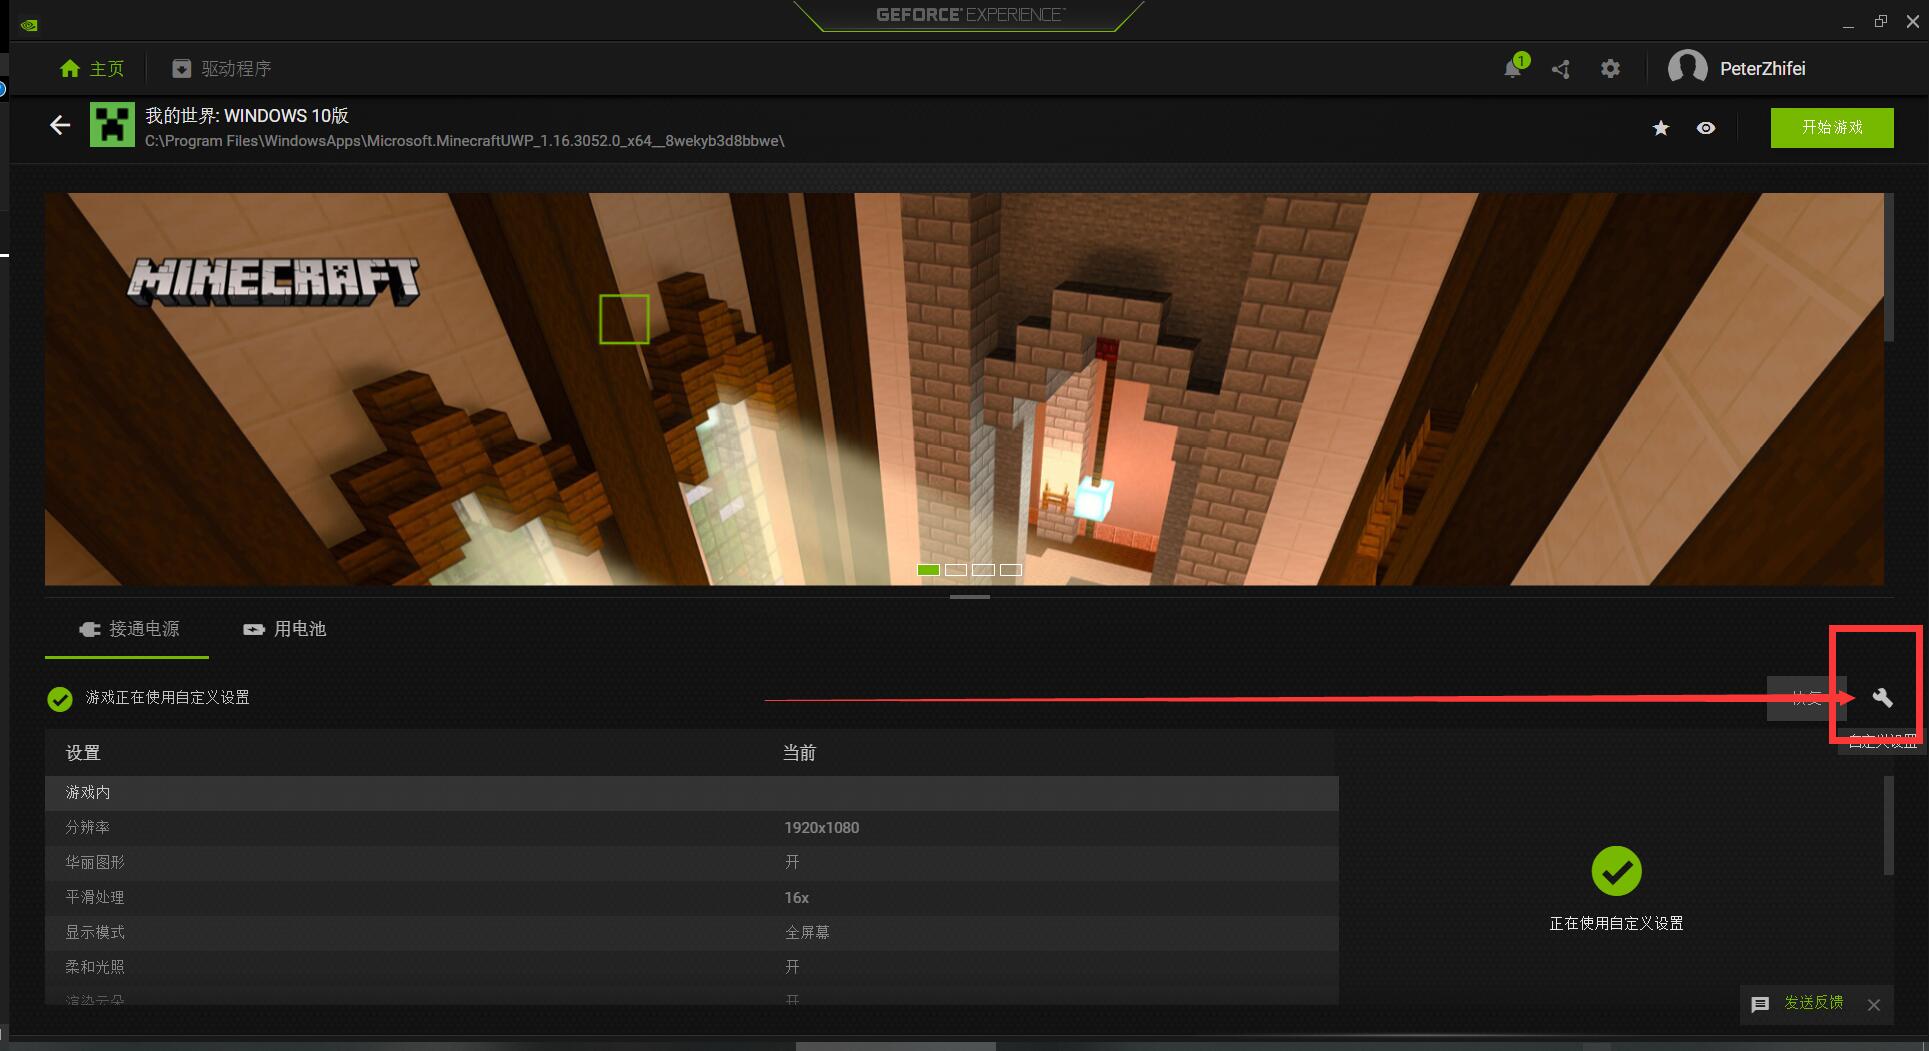 GEFORCE EXPERIENCE
主页
驱动程序
1
PeterZhifei
我的世界: WINDOWS 10版
C:\Program Files\WindowsApps\Microsoft.MinecraftUWP_1.16.3052.0_x64__8wekyb3d8bbwe\
开始游戏
MINECRAFT
接通电源
用电池
游戏正在使用自定义设置
恢复
自定义设置
设置
当前
游戏内
分辨率
1920x1080
华丽图形
开
平滑处理
16x
显示模式
全屏幕
柔和光照
开
渲染云朵
开
正在使用自定义设置
发送反馈